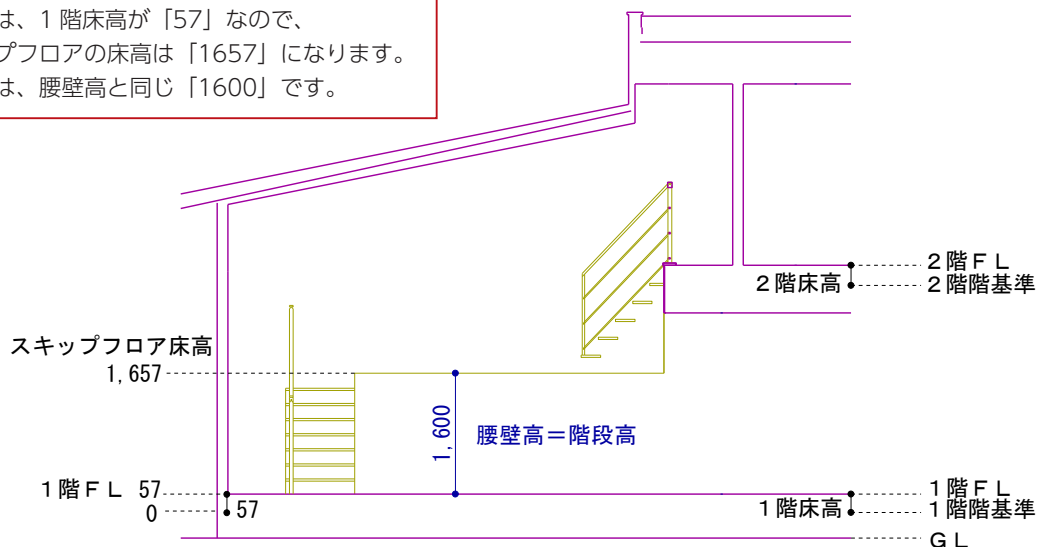 は、1 階床高が「57」なので、
プフロアの床高は「1657」になります。
は、腰壁高と同じ「1600」です。
2階FL
2階床高
2階階基準
スキップフロア床高
1,657
1,600
腰壁高＝階段高
1階FL 57
0
57
1階FL
1階床高
1階階基準
GL